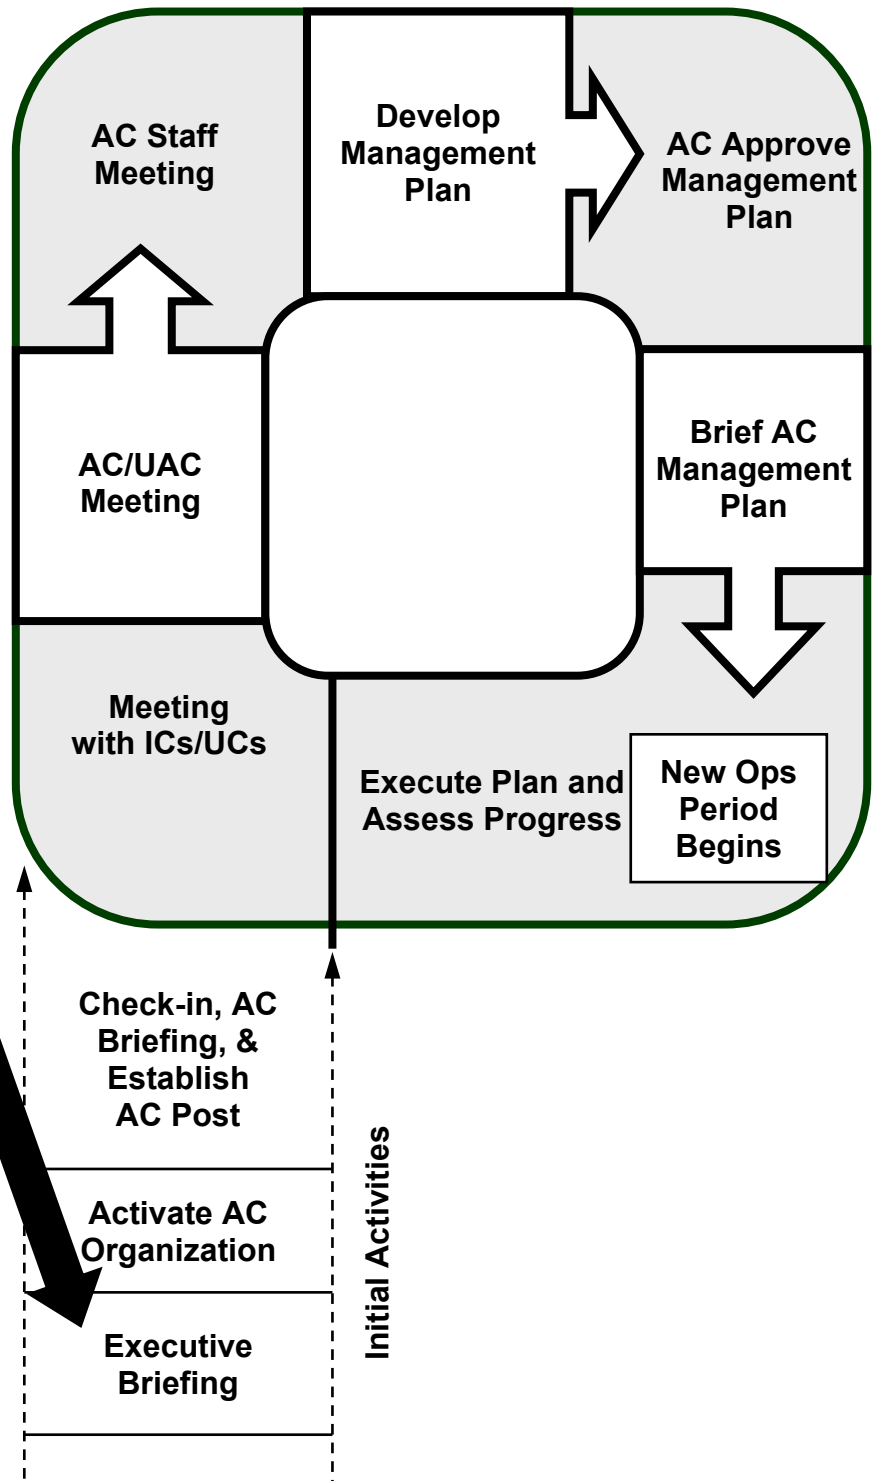 AC Staff
Meeting
Develop
Management
Plan
AC Approve
Management
Plan
AC/UAC
Meeting
Brief AC
Management
Plan
Meeting
with ICs/UCs
Execute Plan and
Assess Progress
New Ops
Period
Begins
Check-in, AC
Briefing, &
Establish
AC Post
Activate AC
Organization
Executive
Briefing
Initial Activities